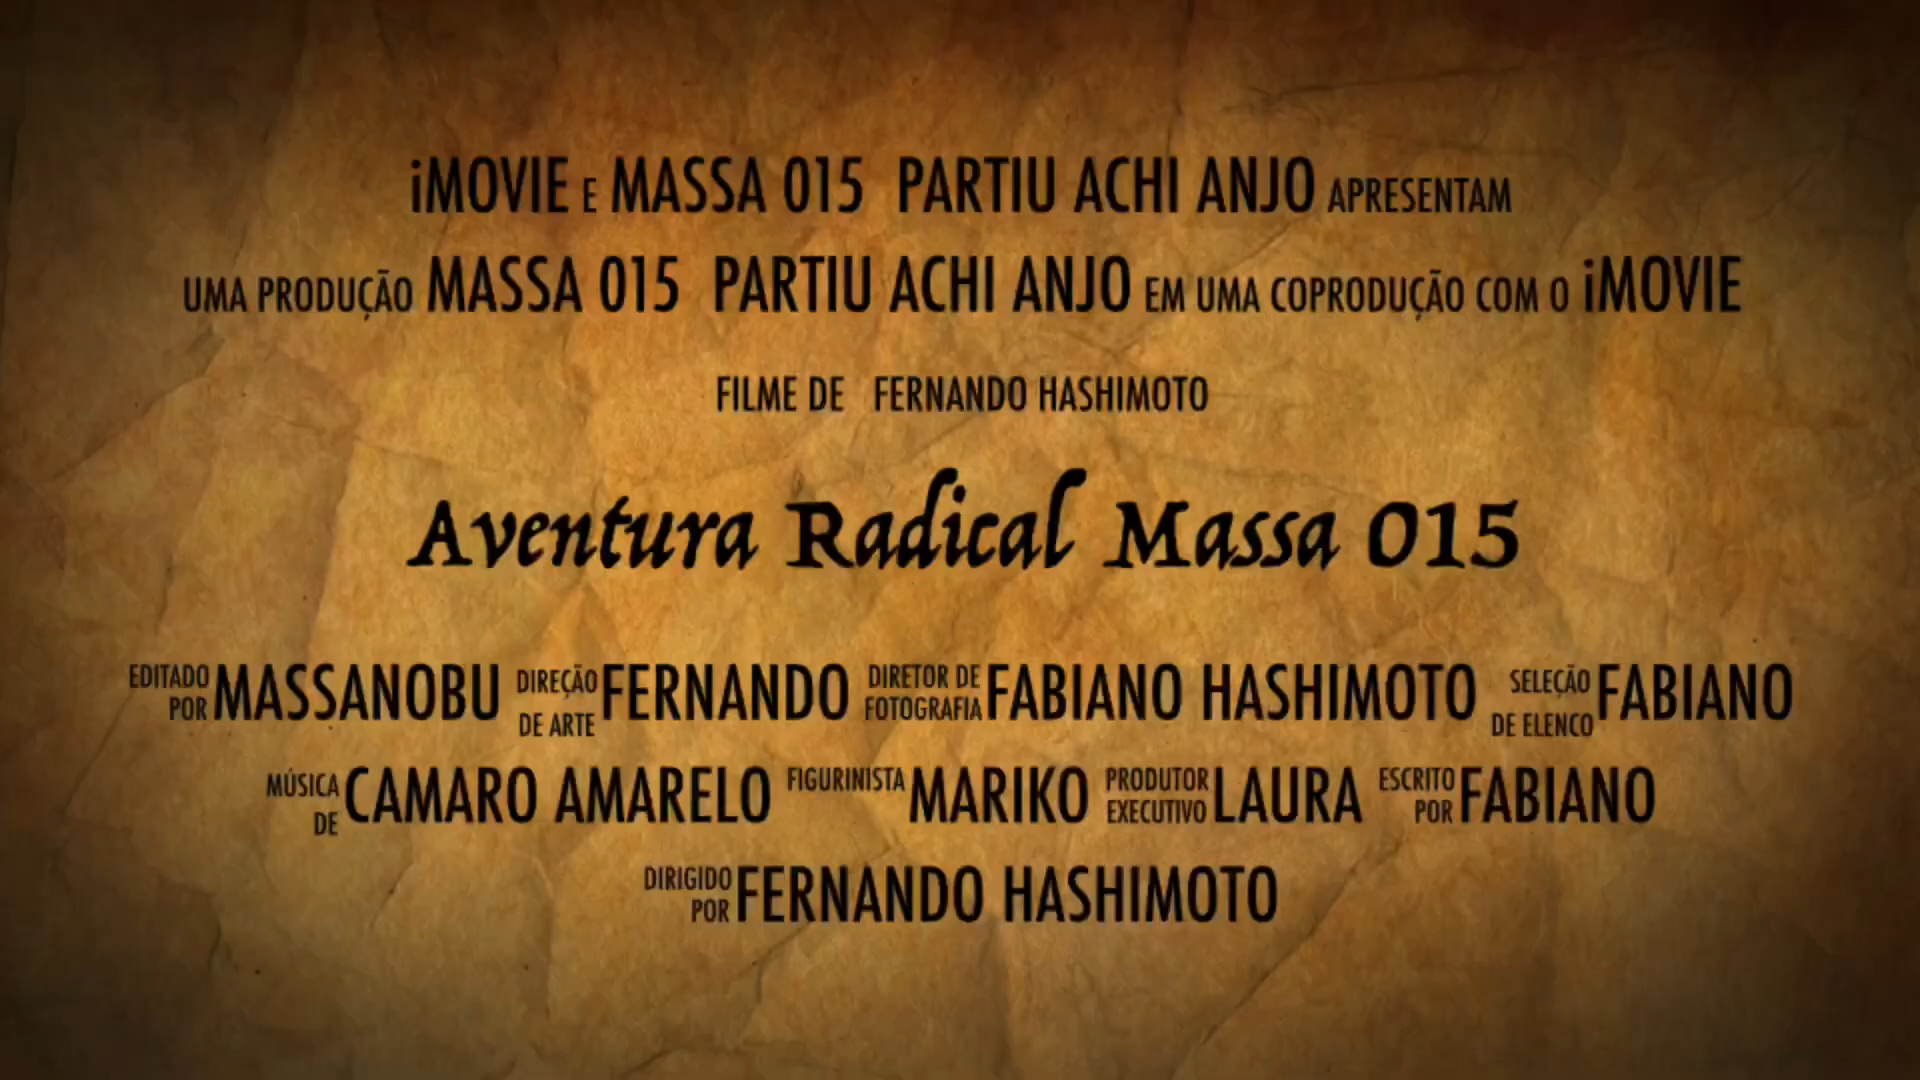 iMOVIE E MASSA 015 PARTIU ACHI ANJO APRESENTAM
UMA PRODUÇÃO MASSA 015 PARTIU ACHI ANJO EM UMA COPRODUÇÃO COM O iMOVIE
FILME DE FERNANDO HASHIMOTO
Aventura Radical Massa 015
EDITADO POR MASSANOBU DIREÇÃO DE ARTE FERNANDO DIRETOR DE FOTOGRAFIA FABIANO HASHIMOTO SELEÇÃO DE ELENCO FABIANO
MÚSICA DE CAMARO AMARELO FIGURINISTA MARIKO PRODUTOR EXECUTIVO LAURA ESCRITO POR FABIANO
DIRIGIDO POR FERNANDO HASHIMOTO